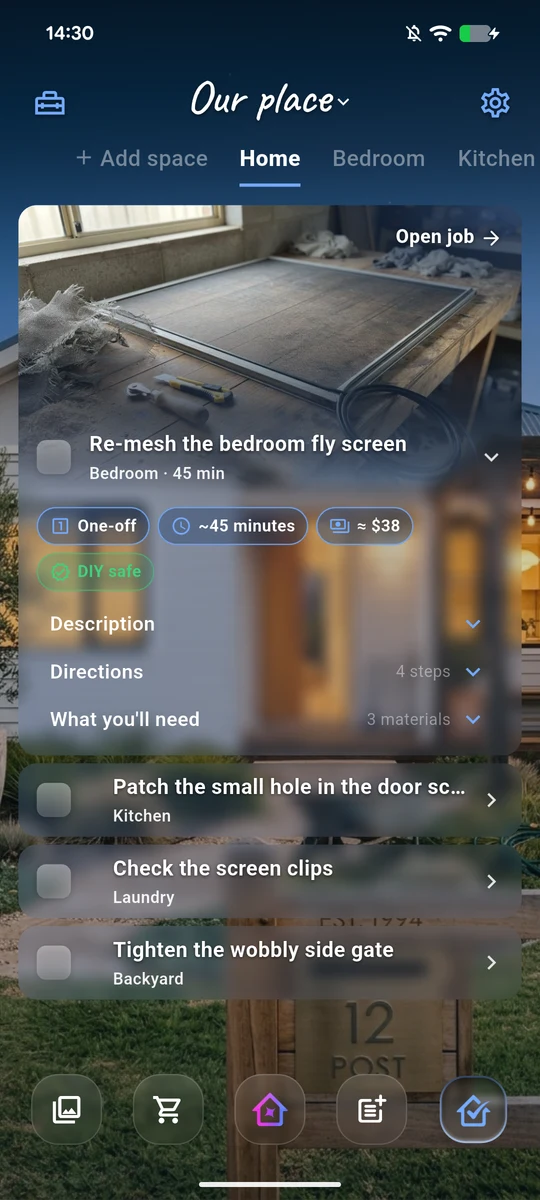 14:30
Our place
+ Add space Home Bedroom Kitchen
Open job →
Re-mesh the bedroom fly screen
Bedroom · 45 min
1 One-off ~45 minutes ≈ $38
DIY safe
Description
Directions 4 steps
What you'll need 3 materials
Patch the small hole in the door sc...
Kitchen
Check the screen clips
Laundry
EST. 1994
Tighten the wobbly side gate
Backyard
12
POST